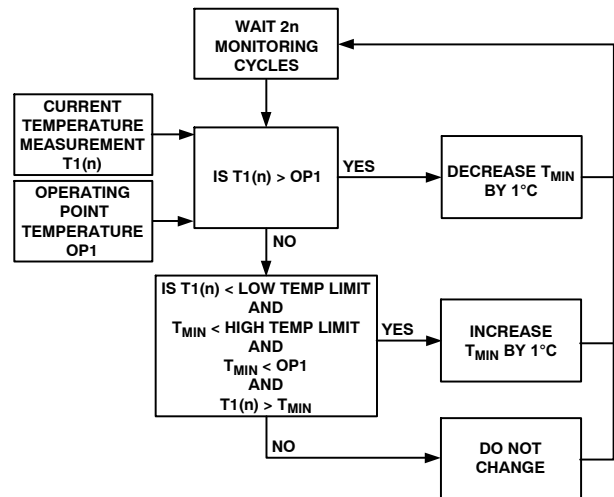 WAIT 2n
MONITORING
CYCLES
CURRENT
TEMPERATURE
MEASUREMENT
T1(n)
OPERATING
POINT
TEMPERATURE
OP1
IS T1(n) > OP1
YES
DECREASE TMIN
BY 1°C
NO
IS T1(n) < LOW TEMP LIMIT
AND
TMIN < HIGH TEMP LIMIT
AND
TMIN < OP1
AND
T1(n) > TMIN
YES
INCREASE
TMIN BY 1°C
NO
DO NOT
CHANGE